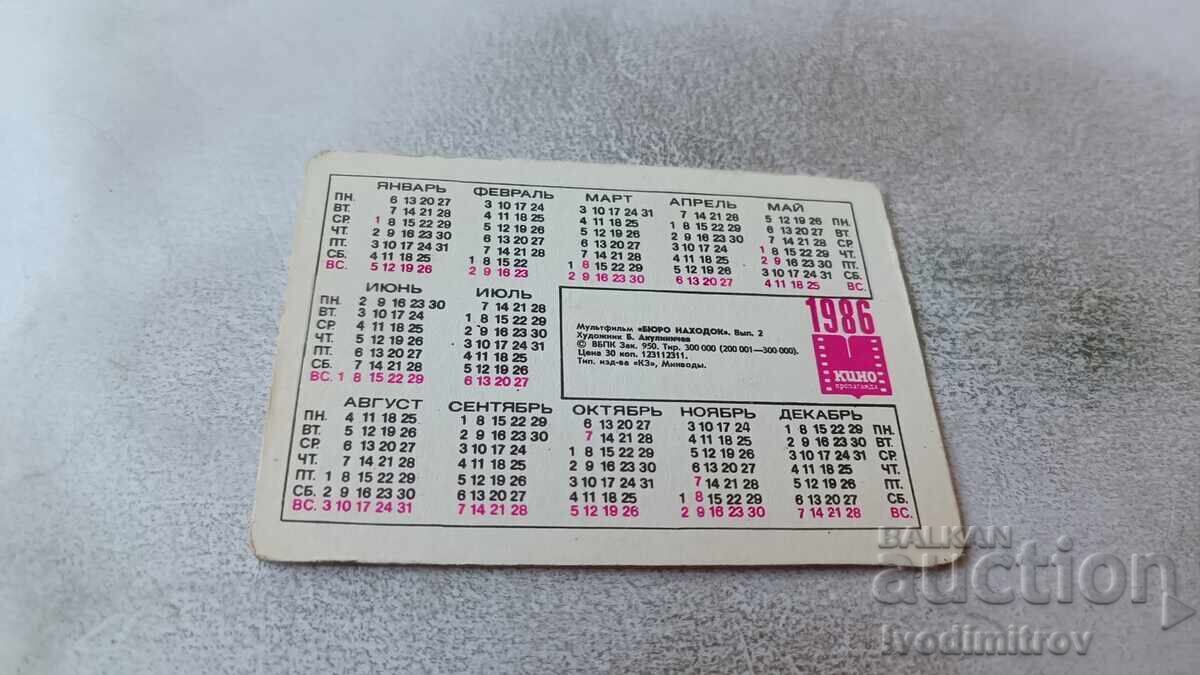 ЯНВАРЬ ФЕВРАЛЬ МАРТ АПРЕЛЬ МАЙ
ПН. 6 13 20 27 3 10 17 24 3 10 17 24 31 7 14 21 28 5 12 19 26 ПН.
ВТ. 7 14 21 28 4 11 18 25 4 11 18 25 1 8 15 22 29 6 13 20 27 ВТ.
СР. 1 8 15 22 29 5 12 19 26 5 12 19 26 2 9 16 23 30 7 14 21 28 СР.
ЧТ. 2 9 16 23 30 6 13 20 27 6 13 20 27 3 10 17 24 1 8 15 22 29 ЧТ.
ПТ. 3 10 17 24 31 7 14 21 28 7 14 21 28 4 11 18 25 2 9 16 23 30 ПТ.
СБ. 4 11 18 25 1 8 15 22 1 8 15 22 29 5 12 19 26 3 10 17 24 31 СБ.
ВС. 5 12 19 26 2 9 16 23 2 9 16 23 30 6 13 20 27 4 11 18 25 ВС.
ИЮНЬ ИЮЛЬ
ПН. 2 9 16 23 30 7 14 21 28
ВТ. 3 10 17 24 1 8 15 22 29
СР. 4 11 18 25 2 9 16 23 30
ЧТ. 5 12 19 26 3 10 17 24 31
ПТ. 6 13 20 27 4 11 18 25
СБ. 7 14 21 28 5 12 19 26
ВС. 1 8 15 22 29 6 13 20 27
Мультфильм «БЮРО НАХОДОК». Вып. 2
Художник Б. Акулиничев
© ВБПК Зак. 950. Тир. 300 000 (200 001—300 000).
Цена 30 коп. 123112311.
Тип. изд-ва «КЗ», Минводы.
1986
КИНО
пропаганда
АВГУСТ СЕНТЯБРЬ ОКТЯБРЬ НОЯБРЬ ДЕКАБРЬ
ПН. 4 11 18 25 1 8 15 22 29 6 13 20 27 3 10 17 24 1 8 15 22 29 ПН.
ВТ. 5 12 19 26 2 9 16 23 30 7 14 21 28 4 11 18 25 2 9 16 23 30 ВТ.
СР. 6 13 20 27 3 10 17 24 1 8 15 22 29 5 12 19 26 3 10 17 24 31 СР.
ЧТ. 7 14 21 28 4 11 18 25 2 9 16 23 30 6 13 20 27 4 11 18 25 ЧТ.
ПТ. 1 8 15 22 29 5 12 19 26 3 10 17 24 31 7 14 21 28 5 12 19 26 ПТ.
СБ. 2 9 16 23 30 6 13 20 27 4 11 18 25 1 8 15 22 29 6 13 20 27 СБ.
ВС. 3 10 17 24 31 7 14 21 28 5 12 19 26 2 9 16 23 30 7 14 21 28 ВС.
BALKAN
auction
ivodimitrov